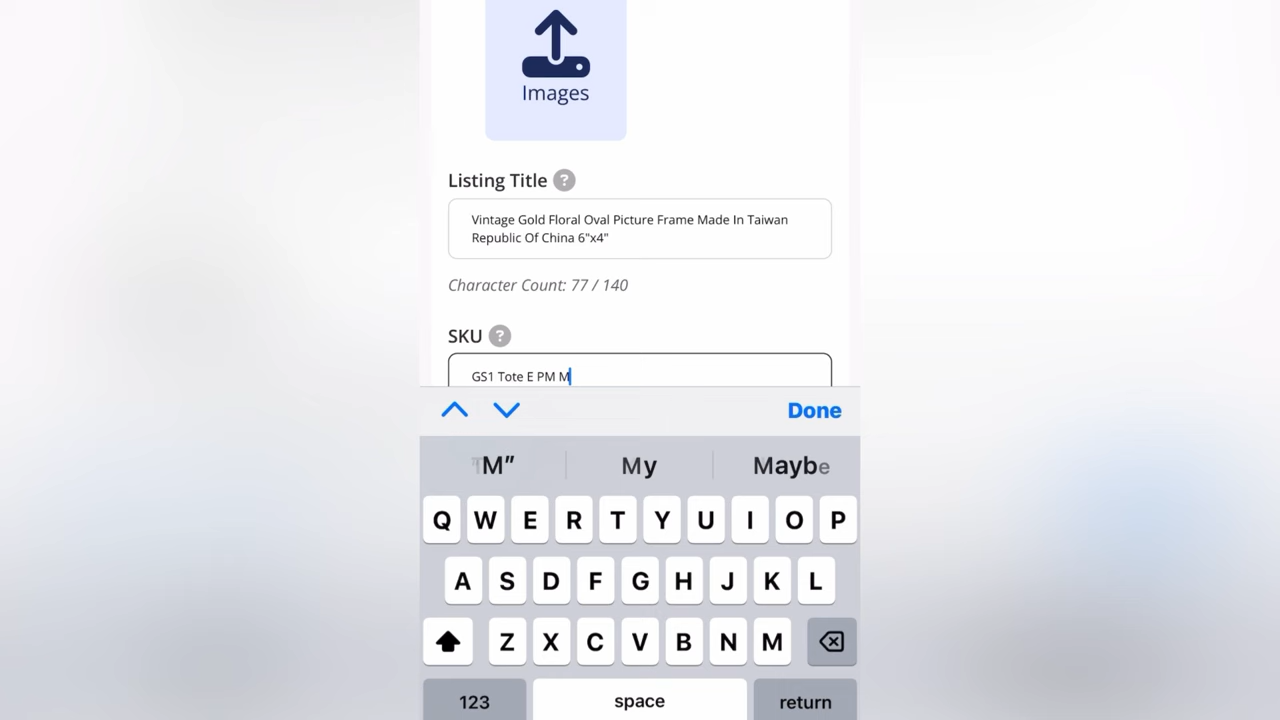 Images
Listing Title ?
Vintage Gold Floral Oval Picture Frame Made In Taiwan
Republic Of China 6"x4"
Character Count: 77 / 140
SKU ?
GS1 Tote E PM M
Done
"M" My Maybe
Q W E R T Y U I O P
A S D F G H J K L
Z X C V B N M
123 space return